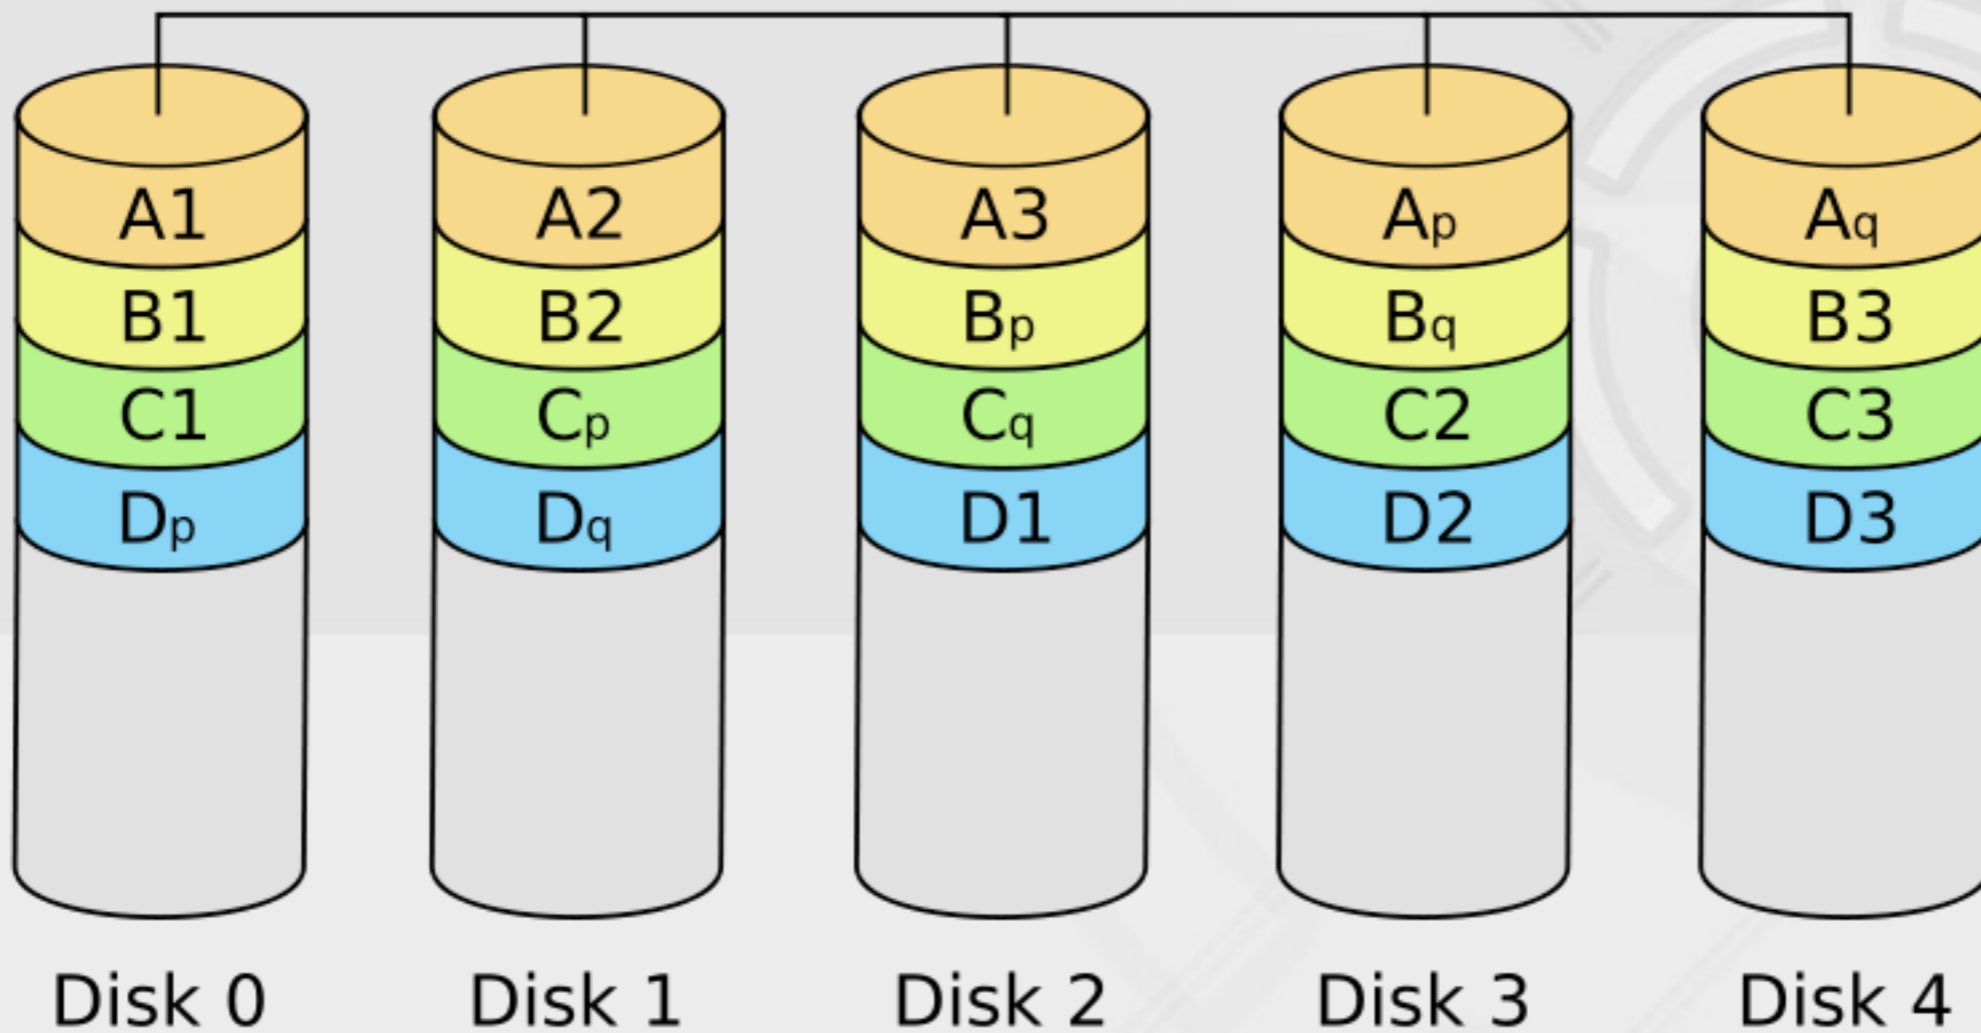 A1 A2 A3 Ap Aq
B1 B2 Bp Bq B3
C1 Cp Cq C2 C3
Dp Dq D1 D2 D3
Disk 0 Disk 1 Disk 2 Disk 3 Disk 4